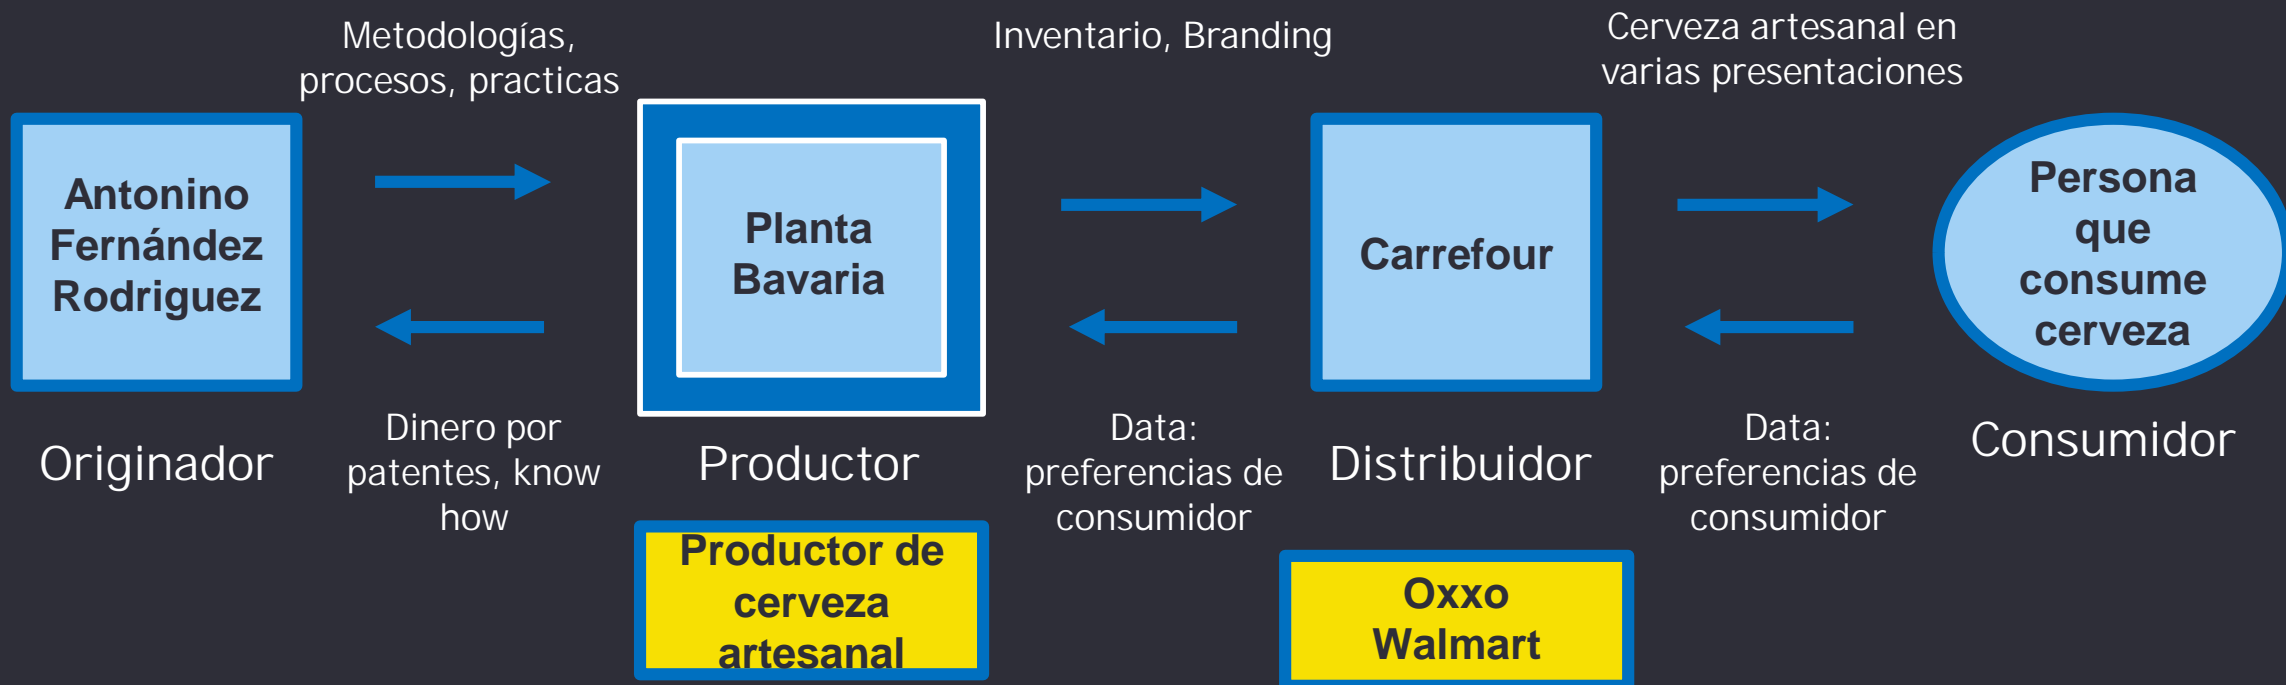 Metodologías,
procesos, practicas
Inventario, Branding
Cerveza artesanal en
varias presentaciones
Antonino
Fernández
Rodriguez
Planta
Bavaria
Carrefour
Persona
que
consume
cerveza
Originador
Dinero por
patentes, know
how
Productor
Data:
preferencias de
consumidor
Distribuidor
Data:
preferencias de
consumidor
Consumidor
Productor de
cerveza
artesanal
Oxxo
Walmart